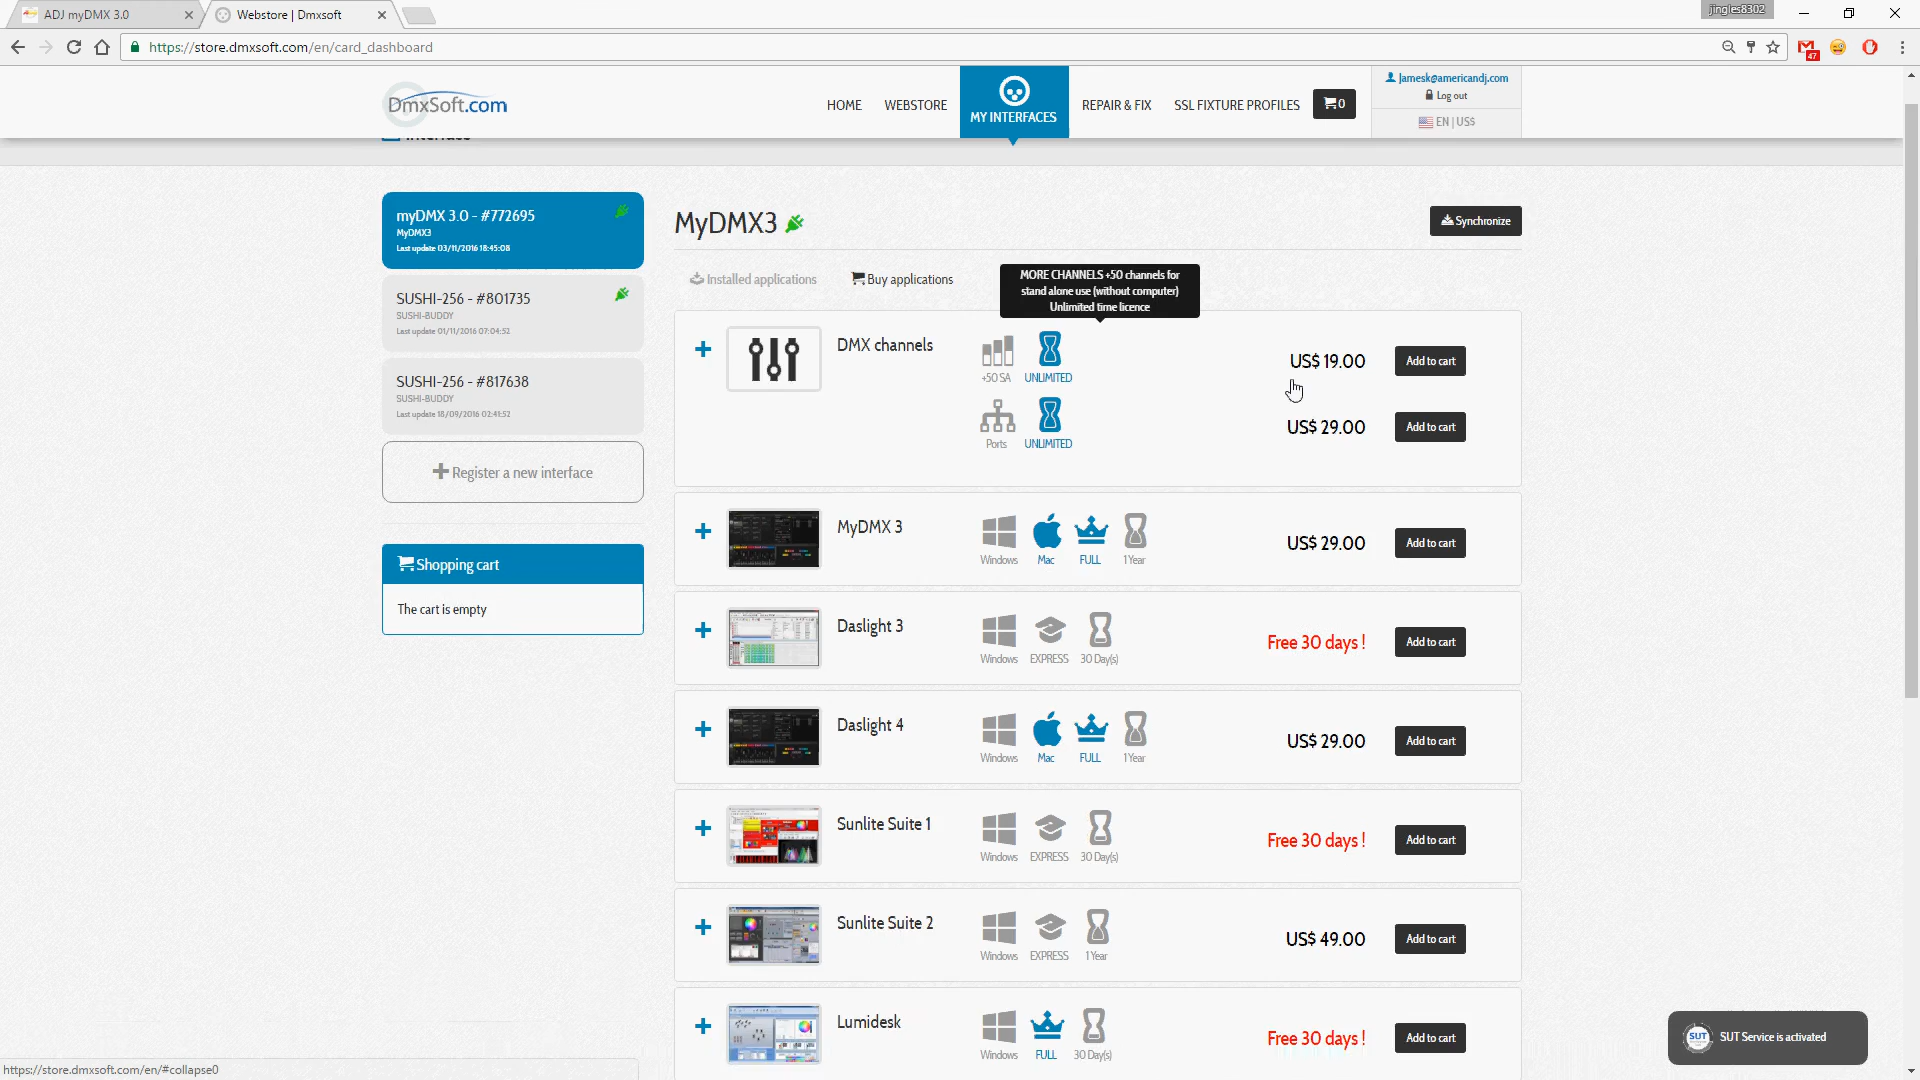 ADJ myDMX 3.0
Webstore | Dmxsoft
jingles8302
https://store.dmxsoft.com/en/card_dashboard
47
DmxSoft.com
HOME
WEBSTORE
MY INTERFACES
REPAIR & FIX
SSL FIXTURE PROFILES
0
Jamesk@americandj.com
Log out
EN | US$
Interface
myDMX 3.0 - #772695
MyDMX3
Last update 03/11/2016 18:45:08
SUSHI-256 - #801735
SUSHI-BUDDY
Last update 01/11/2016 07:04:52
SUSHI-256 - #817638
SUSHI-BUDDY
Last update 18/09/2016 02:41:52
Register a new interface
Shopping cart
The cart is empty
MyDMX3
Synchronize
Installed applications
Buy applications
MORE CHANNELS +50 channels for
stand alone use (without computer)
Unlimited time licence
DMX channels
+50 SA
UNLIMITED
US$ 19.00
Add to cart
Ports
UNLIMITED
US$ 29.00
Add to cart
MyDMX 3
Windows
Mac
FULL
1Year
US$ 29.00
Add to cart
Daslight 3
Windows
EXPRESS
30 Day(s)
Free 30 days !
Add to cart
Daslight 4
Windows
Mac
FULL
1Year
US$ 29.00
Add to cart
Sunlite Suite 1
Windows
EXPRESS
30 Day(s)
Free 30 days !
Add to cart
Sunlite Suite 2
Windows
EXPRESS
1Year
US$ 49.00
Add to cart
Lumidesk
Windows
FULL
30 Day(s)
Free 30 days !
Add to cart
SUT
SUT Service is activated
https://store.dmxsoft.com/en/#collapse0